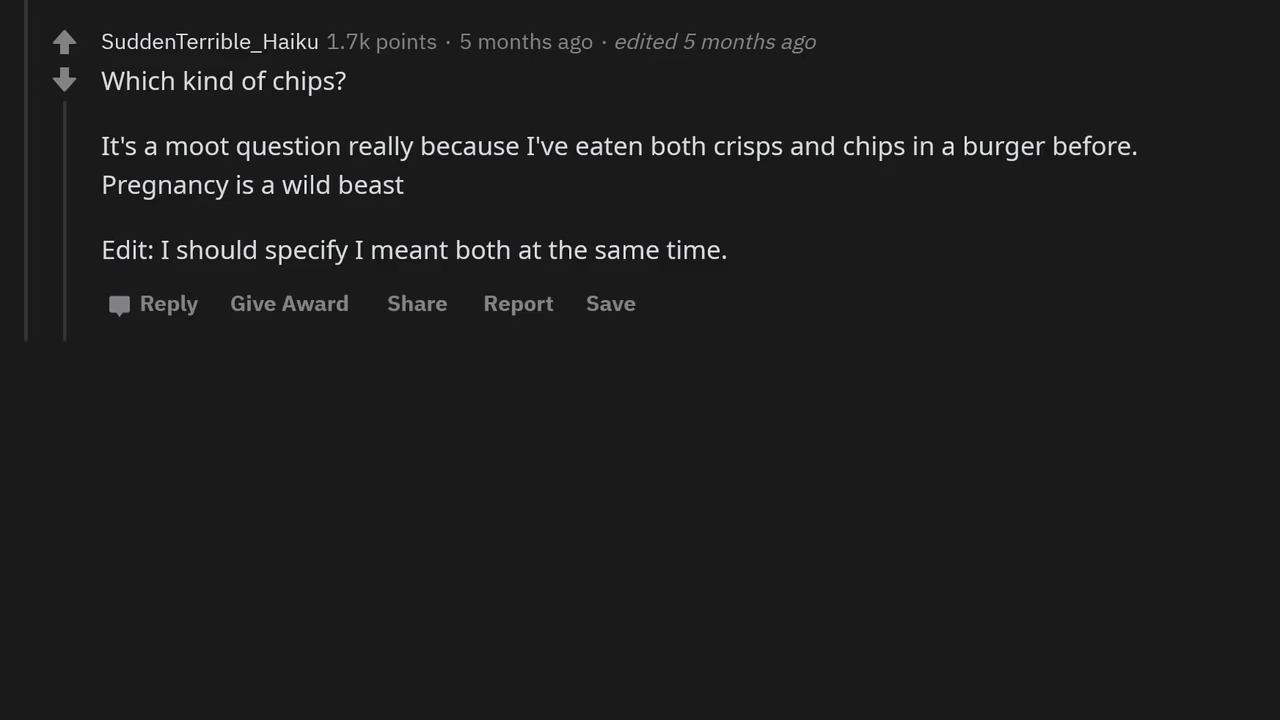 SuddenTerrible_Haiku 1.7k points · 5 months ago · edited 5 months ago
Which kind of chips?
It's a moot question really because I've eaten both crisps and chips in a burger before.
Pregnancy is a wild beast
Edit: I should specify I meant both at the same time.
Reply Give Award Share Report Save